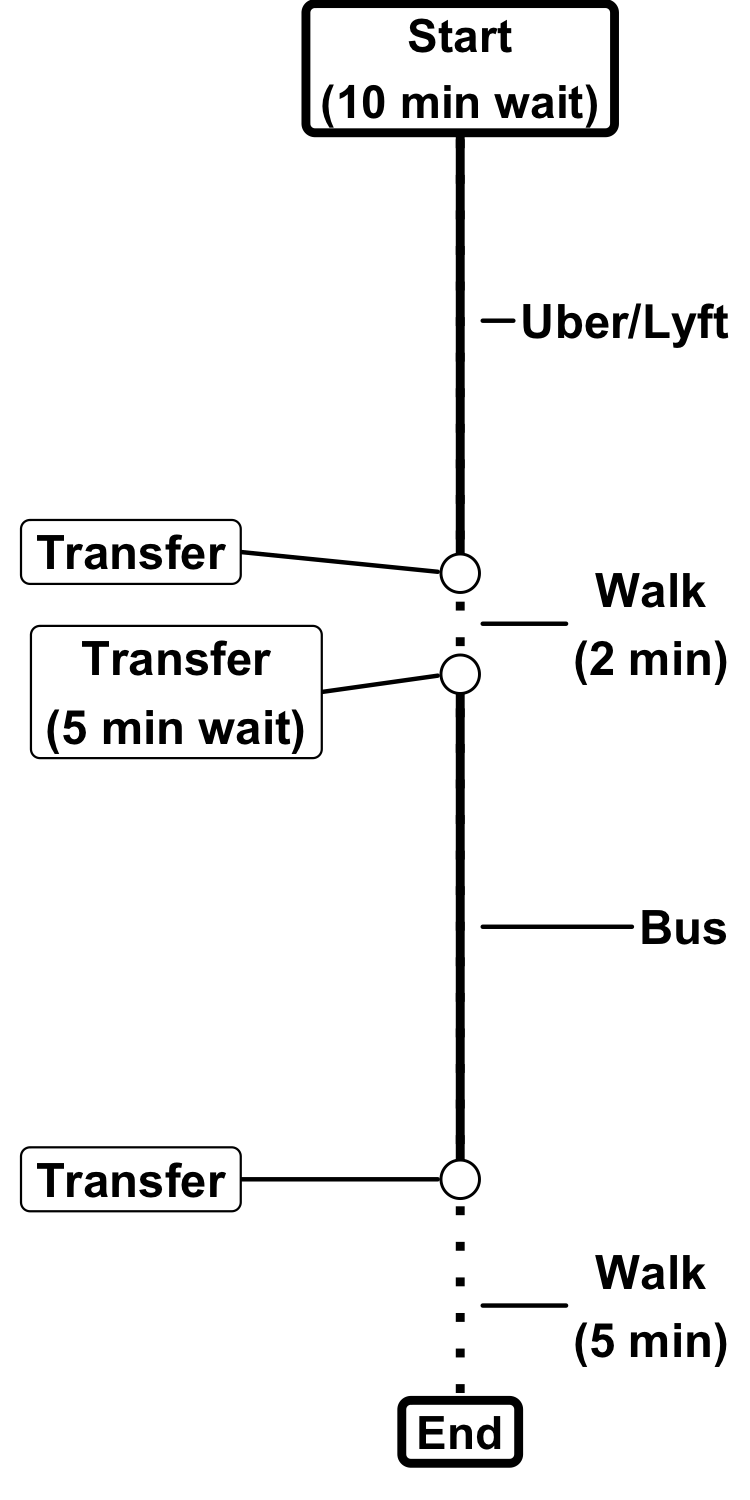 Start
(10 min wait)
Uber/Lyft
Transfer
Walk
(2 min)
Transfer
(5 min wait)
Bus
Transfer
Walk
(5 min)
End